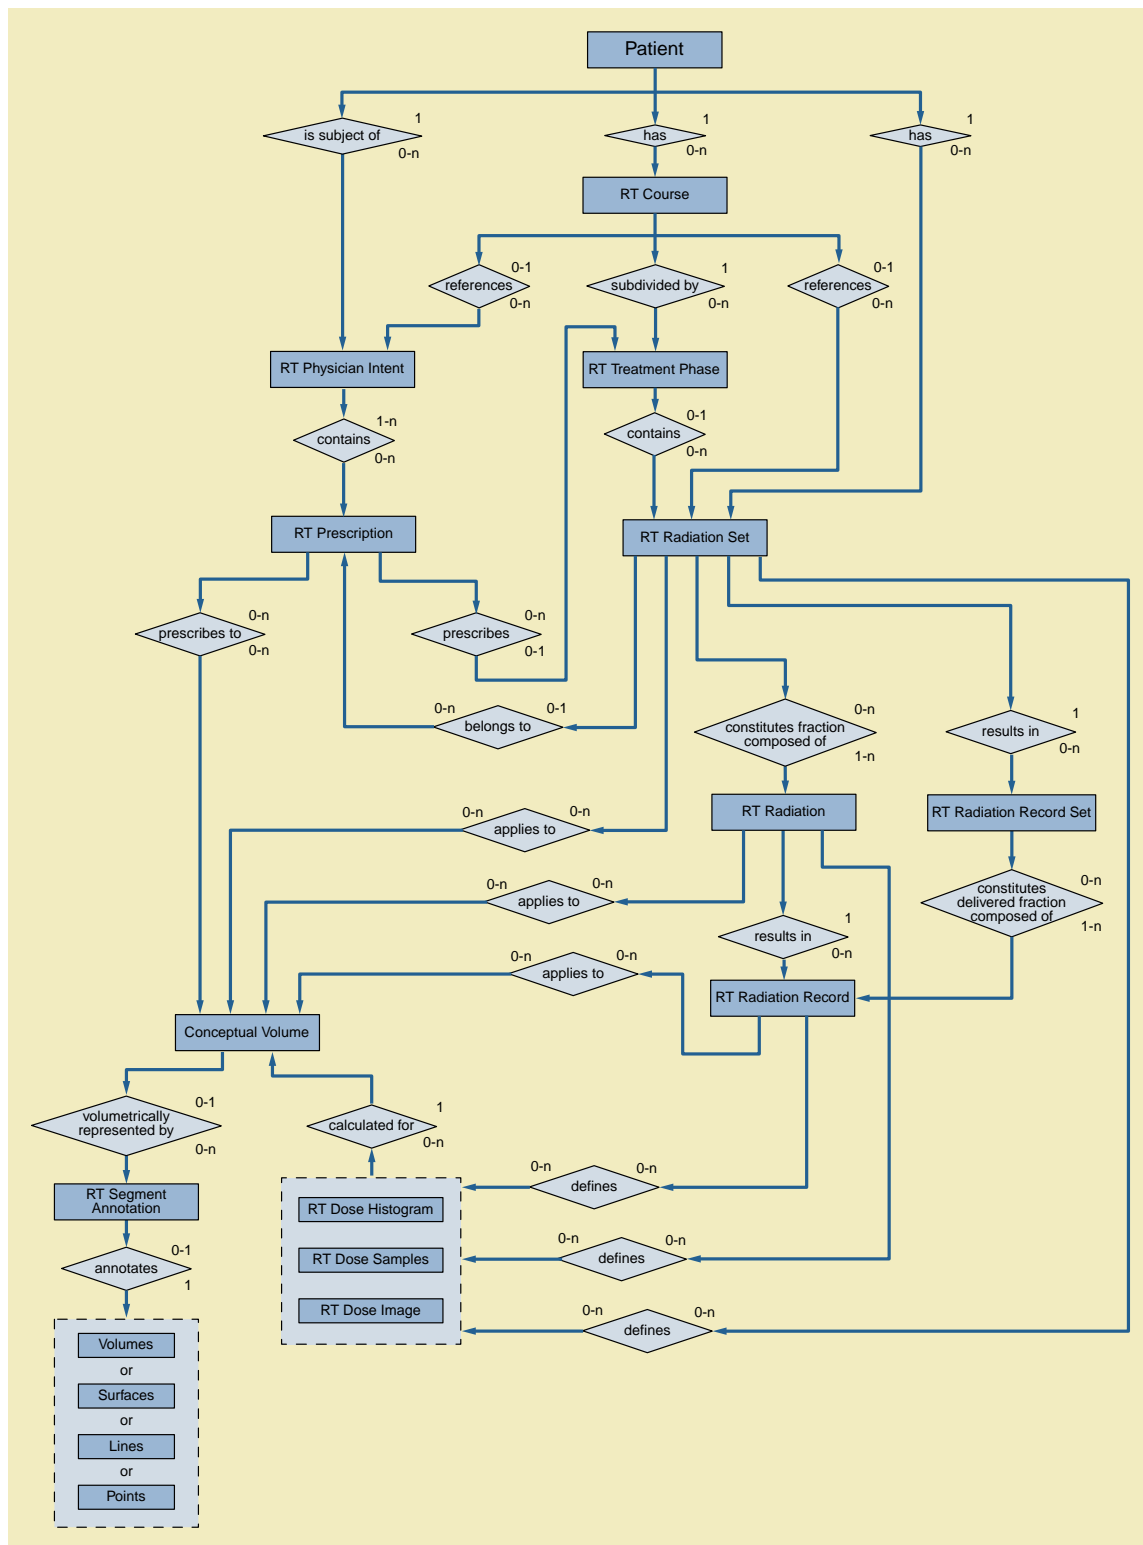 Patient
1
is subject of
0-n
1
has
0-n
1
has
0-n
RT Course
0-1
references
0-n
1
subdivided by
0-n
0-1
references
0-n
RT Physician Intent
RT Treatment Phase
1-n
contains
0-n
0-1
contains
0-n
RT Prescription
RT Radiation Set
0-n
prescribes to
0-n
0-n
prescribes
0-1
0-n
belongs to
0-1
0-n
constitutes fraction
composed of
1-n
1
results in
0-n
RT Radiation
RT Radiation Record Set
0-n
applies to
0-n
0-n
applies to
0-n
0-n
constitutes
delivered fraction
composed of
1-n
1
results in
0-n
0-n
applies to
0-n
RT Radiation Record
Conceptual Volume
0-1
volumetrically
represented by
0-n
1
calculated for
0-n
RT Segment
Annotation
0-n
defines
0-n
RT Dose Histogram
0-n
defines
0-n
RT Dose Samples
0-n
defines
0-n
RT Dose Image
0-1
annotates
1
Volumes
or
Surfaces
or
Lines
or
Points